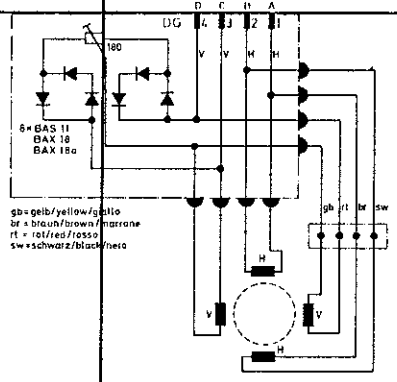 D C B A
DG 4 3 2 1
V V H H
180
8×BAS 11
BAX 18
BAX 18a
gb=gelb/yellow/giallo
br=braun/brown/marrone
rt=rot/red/rosso
sw=schwarz/black/nero
gb rt br sw
H
V V
H